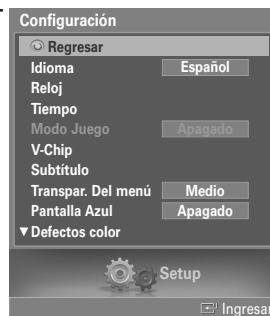 Configuración
Regresar
Idioma Español
Reloj
Tiempo
Modo Juego Apagado
V-Chip
Subtítulo
Transpar. Del menú Medio
Pantalla Azul Apagado
▼Defectos color
Setup
Ingresar